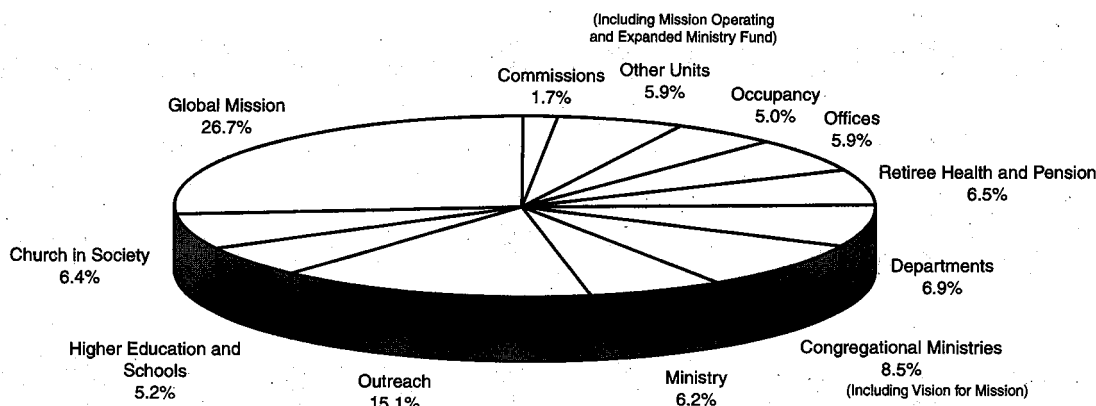 (Including Mission Operating
and Expanded Ministry Fund)
Commissions
1.7%
Other Units
5.9%
Occupancy
5.0%
Offices
5.9%
Retiree Health and Pension
6.5%
Departments
6.9%
Congregational Ministries
8.5%
(Including Vision for Mission)
Ministry
6.2%
Outreach
15.1%
Higher Education and
Schools
5.2%
Church in Society
6.4%
Global Mission
26.7%